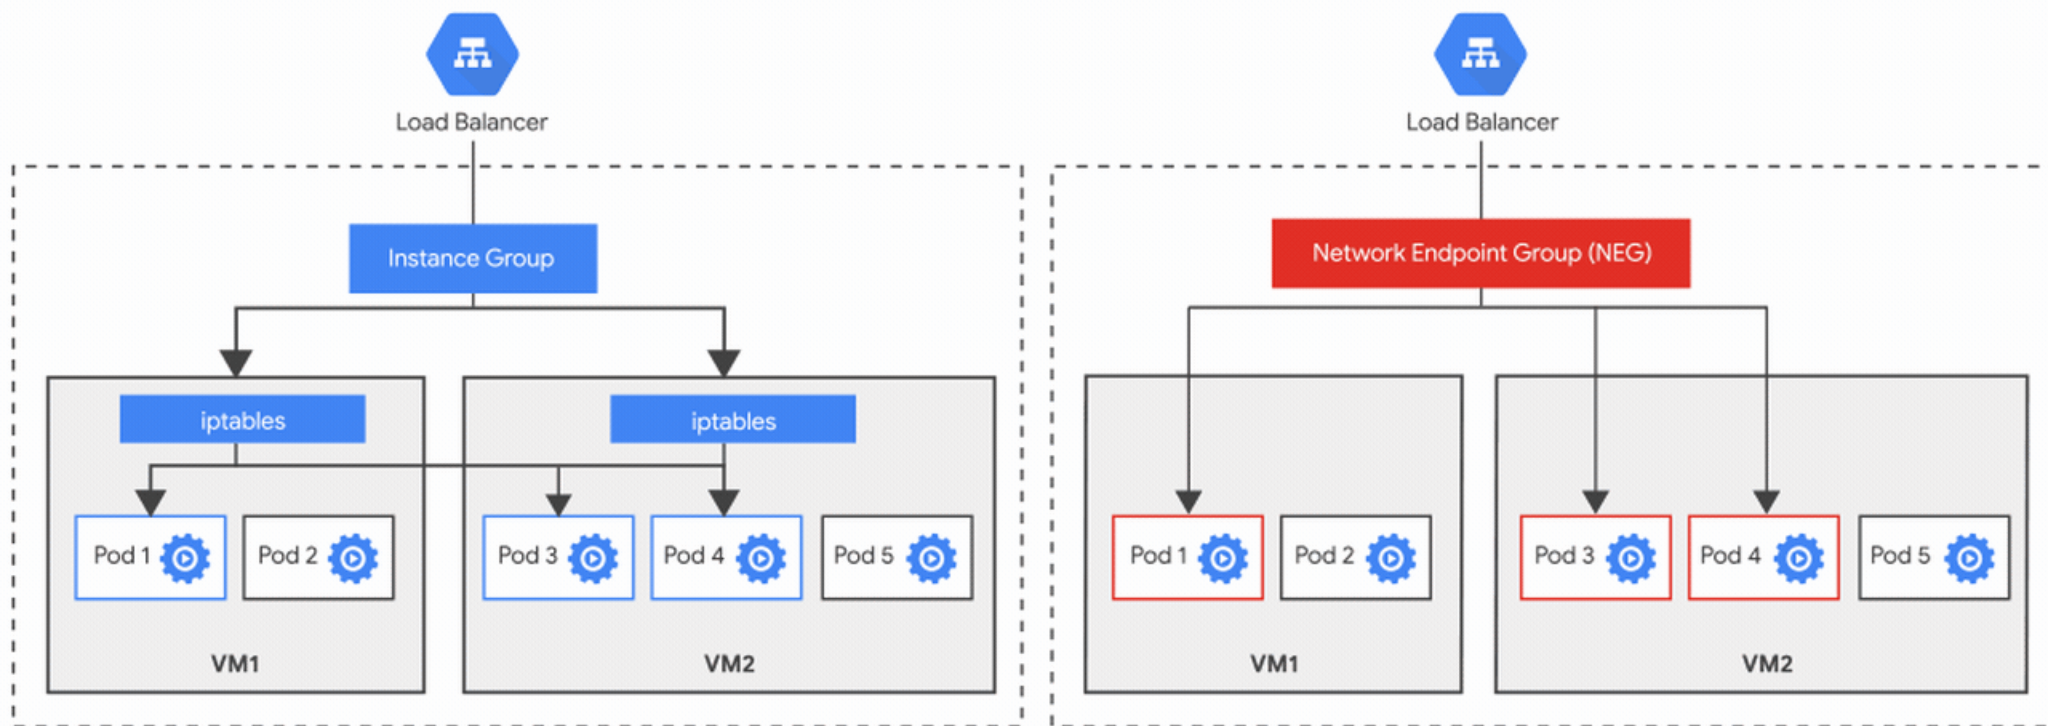 Load Balancer
Instance Group
iptables
iptables
Pod 1
Pod 2
Pod 3
Pod 4
Pod 5
VM1
VM2
Load Balancer
Network Endpoint Group (NEG)
Pod 1
Pod 2
Pod 3
Pod 4
Pod 5
VM1
VM2